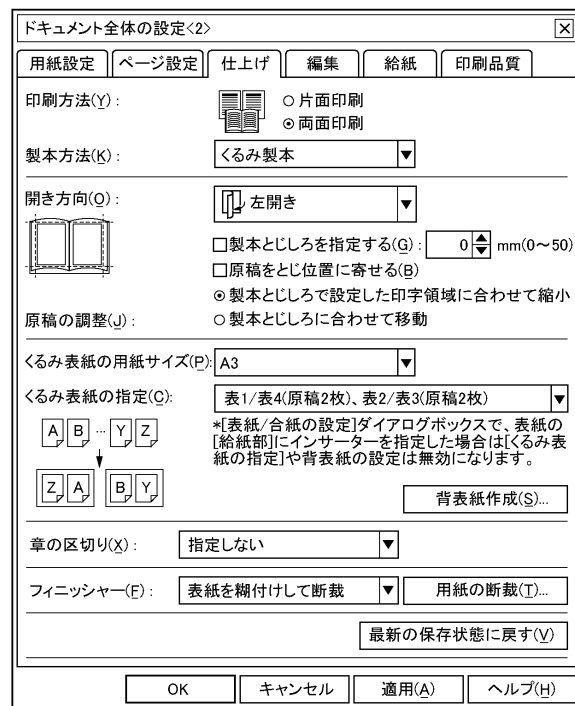 ドキュメント全体の設定<2>
用紙設定 ページ設定 仕上げ 編集 給紙 印刷品質
印刷方法(Y): 片面印刷
両面印刷
製本方法(K): くるみ製本
開き方向(O): 左開き
製本とじしろを指定する(G): 0 mm(0~50)
原稿をとじ位置に寄せる(B)
製本とじしろで設定した印字領域に合わせて縮小
原稿の調整(J): 製本とじしろに合わせて移動
くるみ表紙の用紙サイズ(P): A3
くるみ表紙の指定(C): 表1/表4(原稿2枚)、表2/表3(原稿2枚)
*[表紙/合紙の設定]ダイアログボックスで、表紙の
[給紙部]にインサーターを指定した場合は[くるみ表
紙の指定]や背表紙の設定は無効になります。
A B … Y Z
Z A B Y
背表紙作成(S)...
章の区切り(X): 指定しない
フィニッシャー(F): 表紙を糊付けして断裁 用紙の断裁(T)...
最新の保存状態に戻す(V)
OK キャンセル 適用(A) ヘルプ(H)